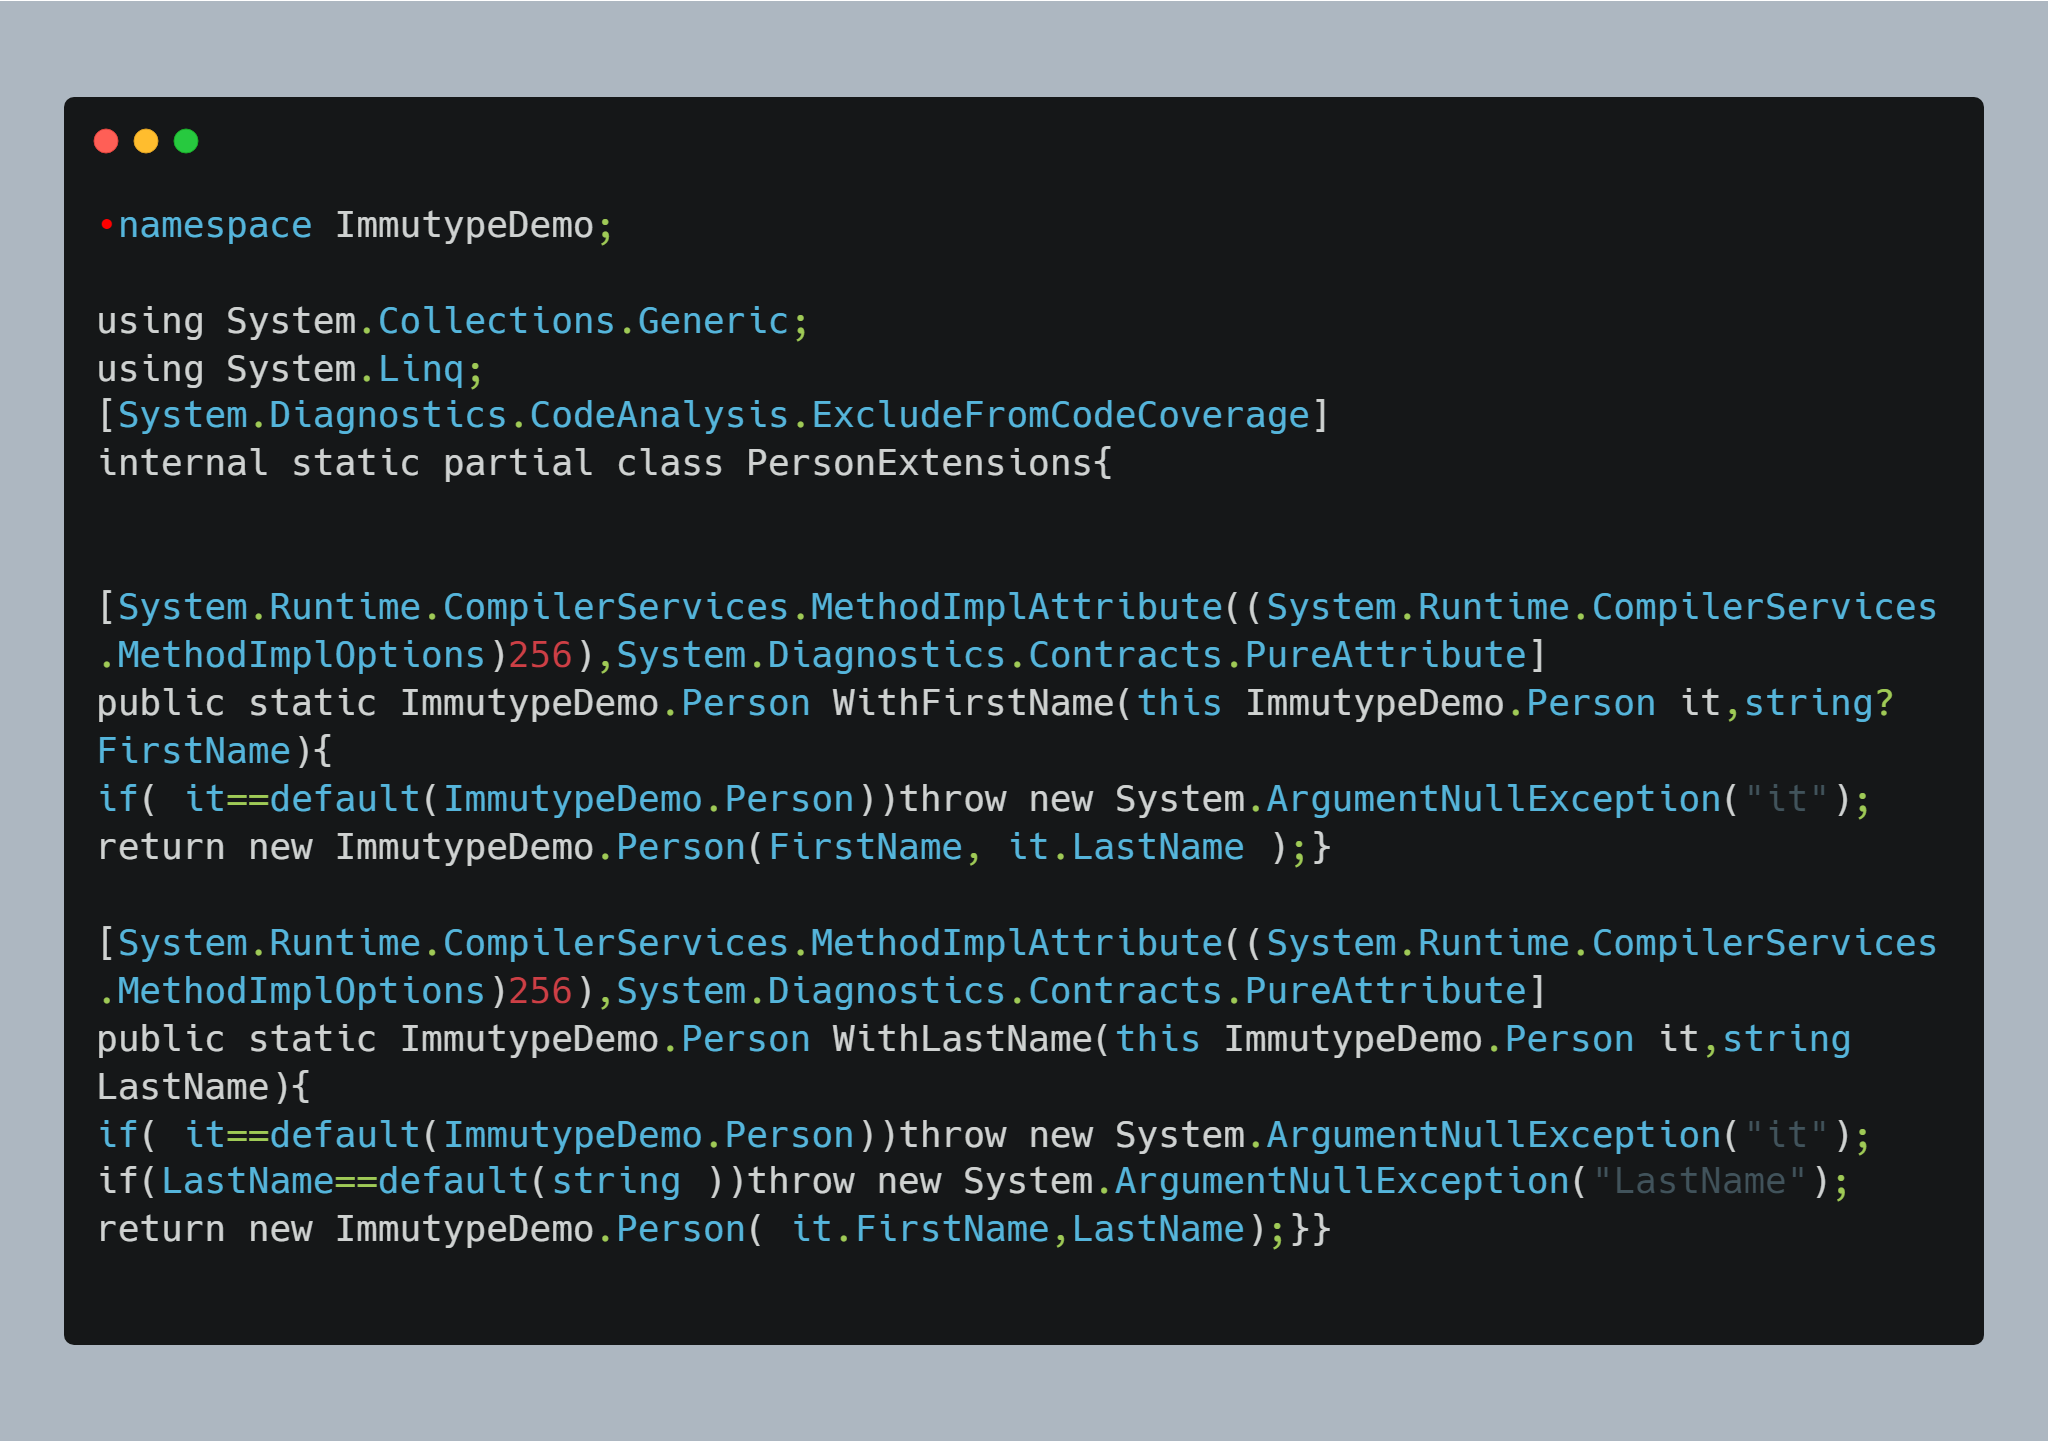 •namespace ImmutypeDemo;
using System.Collections.Generic;
using System.Linq;
[System.Diagnostics.CodeAnalysis.ExcludeFromCodeCoverage]
internal static partial class PersonExtensions{
[System.Runtime.CompilerServices.MethodImplAttribute((System.Runtime.CompilerServices
.MethodImplOptions)256),System.Diagnostics.Contracts.PureAttribute]
public static ImmutypeDemo.Person WithFirstName(this ImmutypeDemo.Person it,string?
FirstName){
if( it==default(ImmutypeDemo.Person))throw new System.ArgumentNullException("it");
return new ImmutypeDemo.Person(FirstName, it.LastName );}
[System.Runtime.CompilerServices.MethodImplAttribute((System.Runtime.CompilerServices
.MethodImplOptions)256),System.Diagnostics.Contracts.PureAttribute]
public static ImmutypeDemo.Person WithLastName(this ImmutypeDemo.Person it,string
LastName){
if( it==default(ImmutypeDemo.Person))throw new System.ArgumentNullException("it");
if(LastName==default(string ))throw new System.ArgumentNullException("LastName");
return new ImmutypeDemo.Person( it.FirstName,LastName);}}